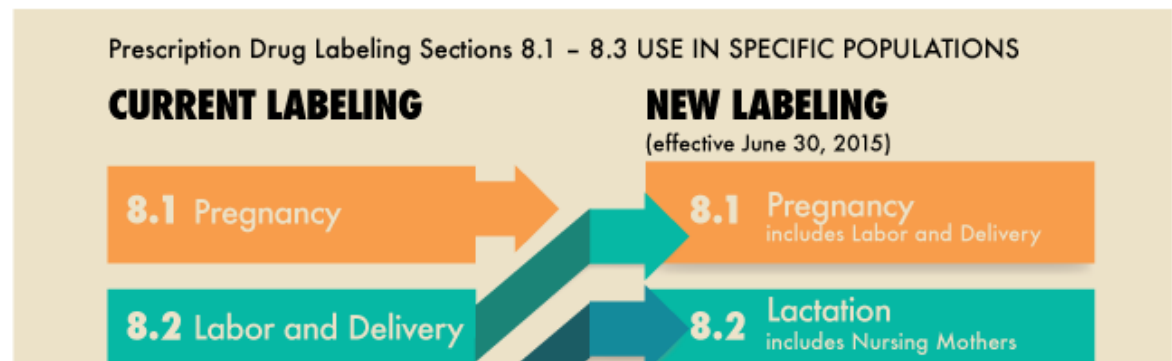 Prescription Drug Labeling Sections 8.1 – 8.3 USE IN SPECIFIC POPULATIONS
CURRENT LABELING
NEW LABELING
(effective June 30, 2015)
8.1 Pregnancy
8.1 Pregnancy
includes Labor and Delivery
8.2 Labor and Delivery
8.2 Lactation
includes Nursing Mothers